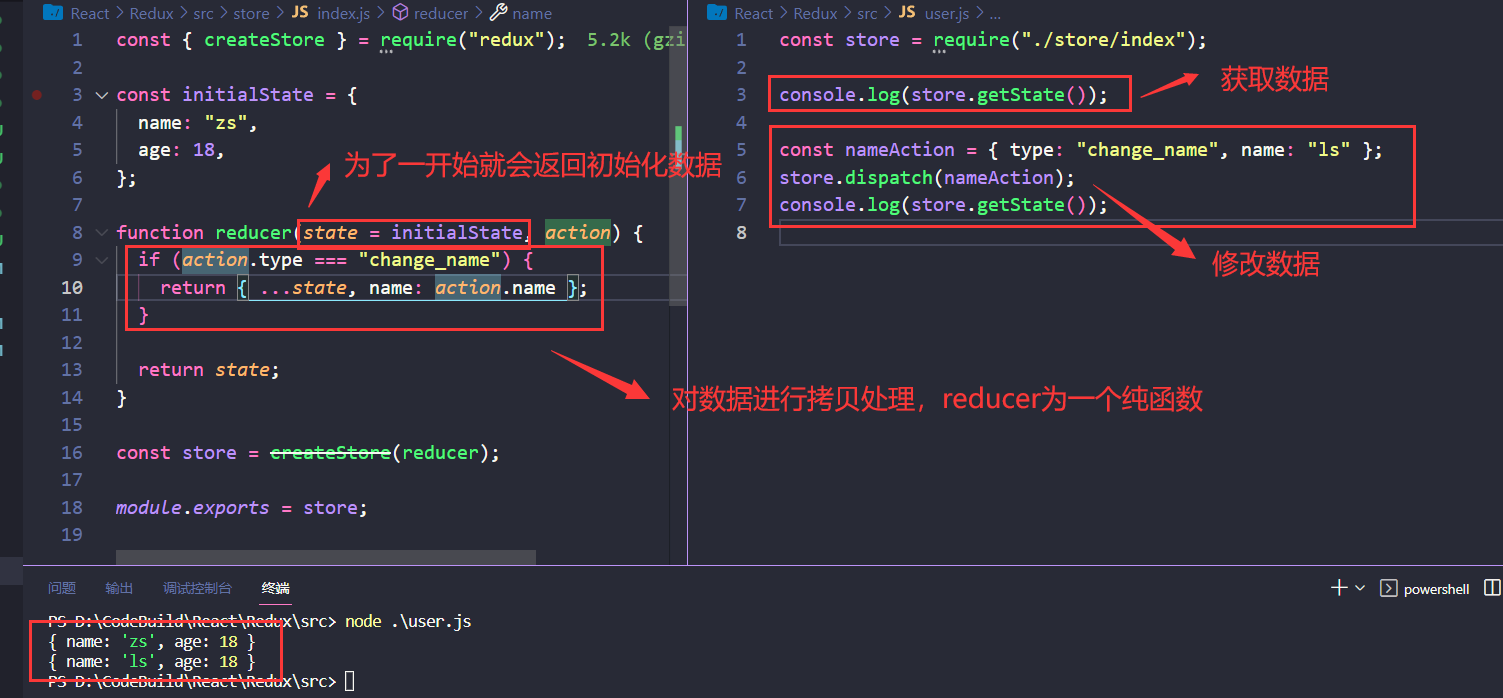 React > Redux > src > store > JS index.js > reducer > name
1 const { createStore } = require("redux"); 5.2k (gzi
2
3 const initialState = {
4 name: "zs",
5 age: 18,
6 };
为了一开始就会返回初始化数据
7
8 function reducer(state = initialState, action) {
9 if (action.type === "change_name") {
10 return { ...state, name: action.name };
11 }
12
13 return state;
对数据进行拷贝处理，reducer为一个纯函数
14 }
15
16 const store = createStore(reducer);
17
18 module.exports = store;
19
React > Redux > src > JS user.js > ...
1 const store = require("./store/index");
2
获取数据
3 console.log(store.getState());
4
5 const nameAction = { type: "change_name", name: "ls" };
6 store.dispatch(nameAction);
7 console.log(store.getState());
8
修改数据
问题 输出 调试控制台 终端
powershell
PS D:\CodeBuild\React\Redux\src> node .\user.js
{ name: 'zs', age: 18 }
{ name: 'ls', age: 18 }
PS D:\CodeBuild\React\Redux\src>